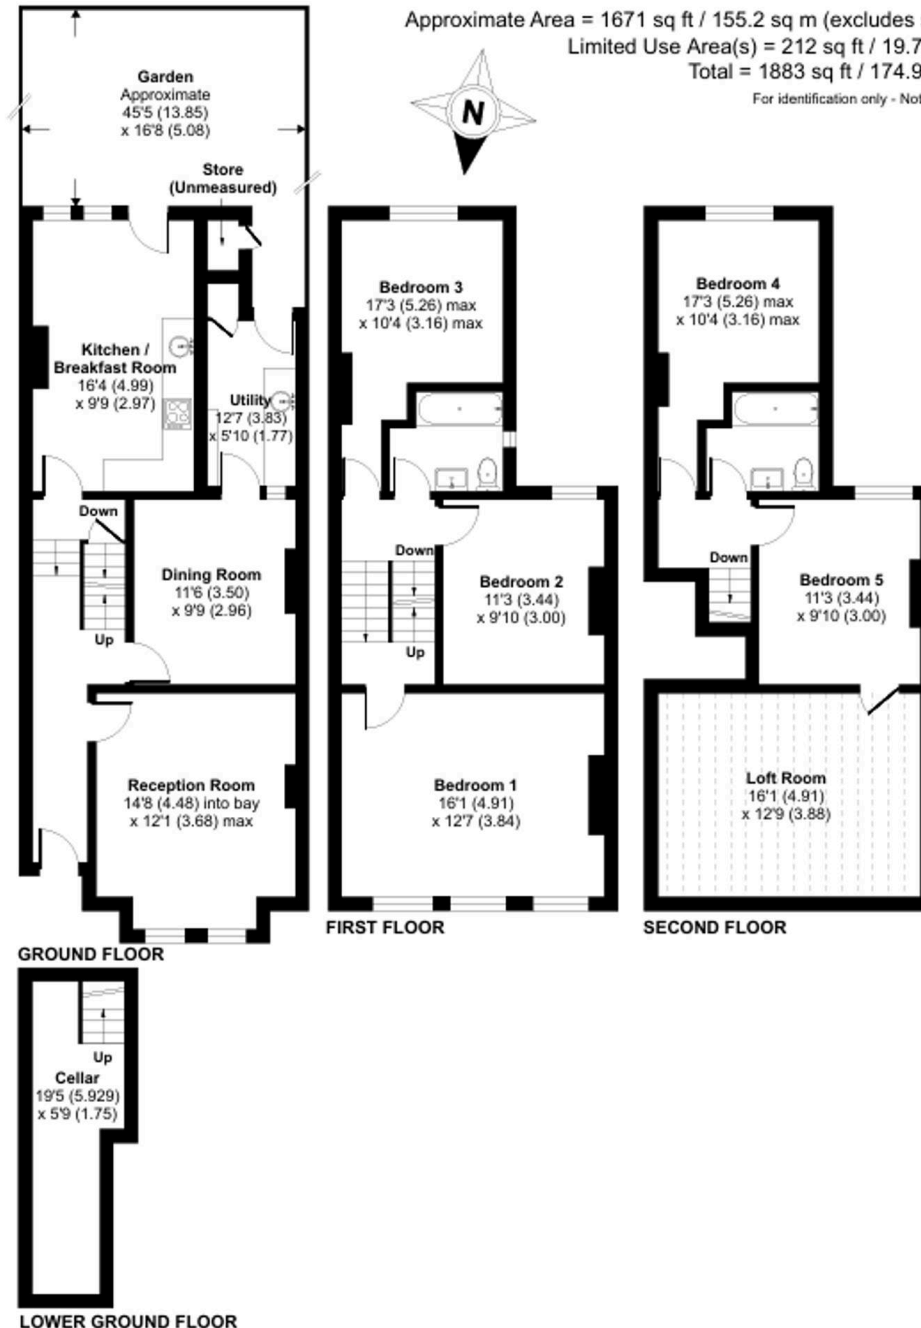 Approximate Area = 1671 sq ft / 155.2 sq m (excludes
Limited Use Area(s) = 212 sq ft / 19.7
Total = 1883 sq ft / 174.9
For identification only - Not
N
Garden
Approximate
45'5 (13.85)
x 16'8 (5.08)
Store
(Unmeasured)
Kitchen /
Breakfast Room
16'4 (4.99)
x 9'9 (2.97)
Utility
12'7 (3.83)
x 5'10 (1.77)
Down
Up
Dining Room
11'6 (3.50)
x 9'9 (2.96)
Reception Room
14'8 (4.48) into bay
x 12'1 (3.68) max
GROUND FLOOR
Bedroom 3
17'3 (5.26) max
x 10'4 (3.16) max
Down
Up
Bedroom 2
11'3 (3.44)
x 9'10 (3.00)
Bedroom 1
16'1 (4.91)
x 12'7 (3.84)
FIRST FLOOR
Bedroom 4
17'3 (5.26) max
x 10'4 (3.16) max
Down
Bedroom 5
11'3 (3.44)
x 9'10 (3.00)
Loft Room
16'1 (4.91)
x 12'9 (3.88)
SECOND FLOOR
Up
Cellar
19'5 (5.929)
x 5'9 (1.75)
LOWER GROUND FLOOR